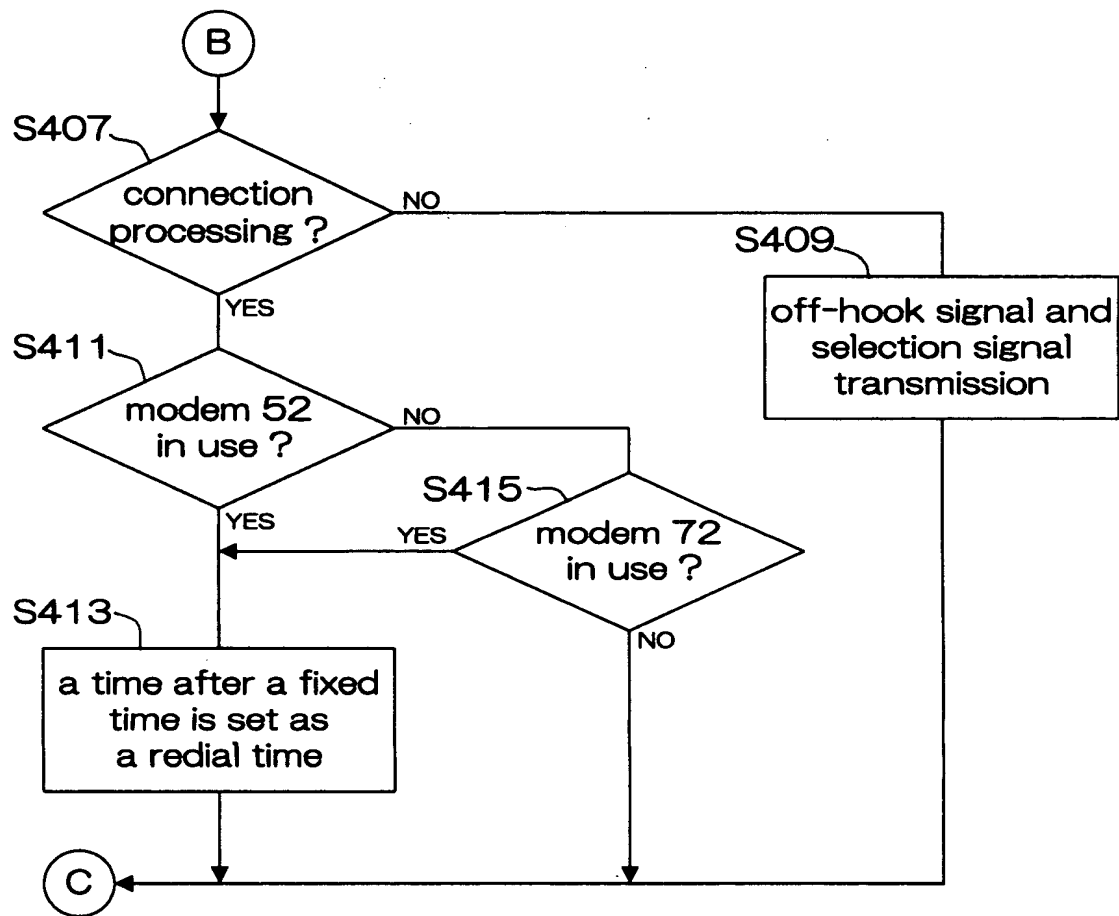 B
S407
connection
processing ?
NO
YES
S409
off-hook signal and
selection signal
transmission
S411
modem 52
in use ?
NO
YES
S415
modem 72
in use ?
YES
NO
S413
a time after a fixed
time is set as
a redial time
C